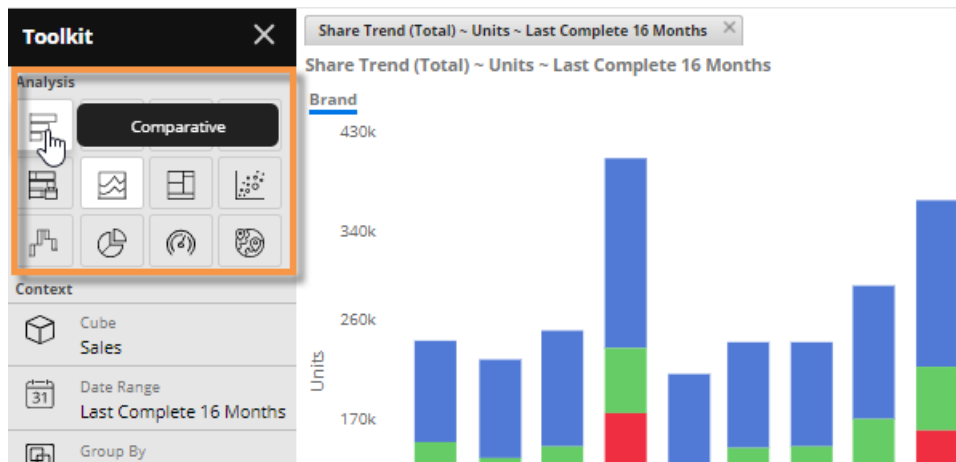 Toolkit
Analysis
Comparative
Context
Cube
Sales
31
Date Range
Last Complete 16 Months
Group By
Share Trend (Total) ~ Units ~ Last Complete 16 Months
Share Trend (Total) ~ Units ~ Last Complete 16 Months
Brand
430k
340k
260k
170k
Units